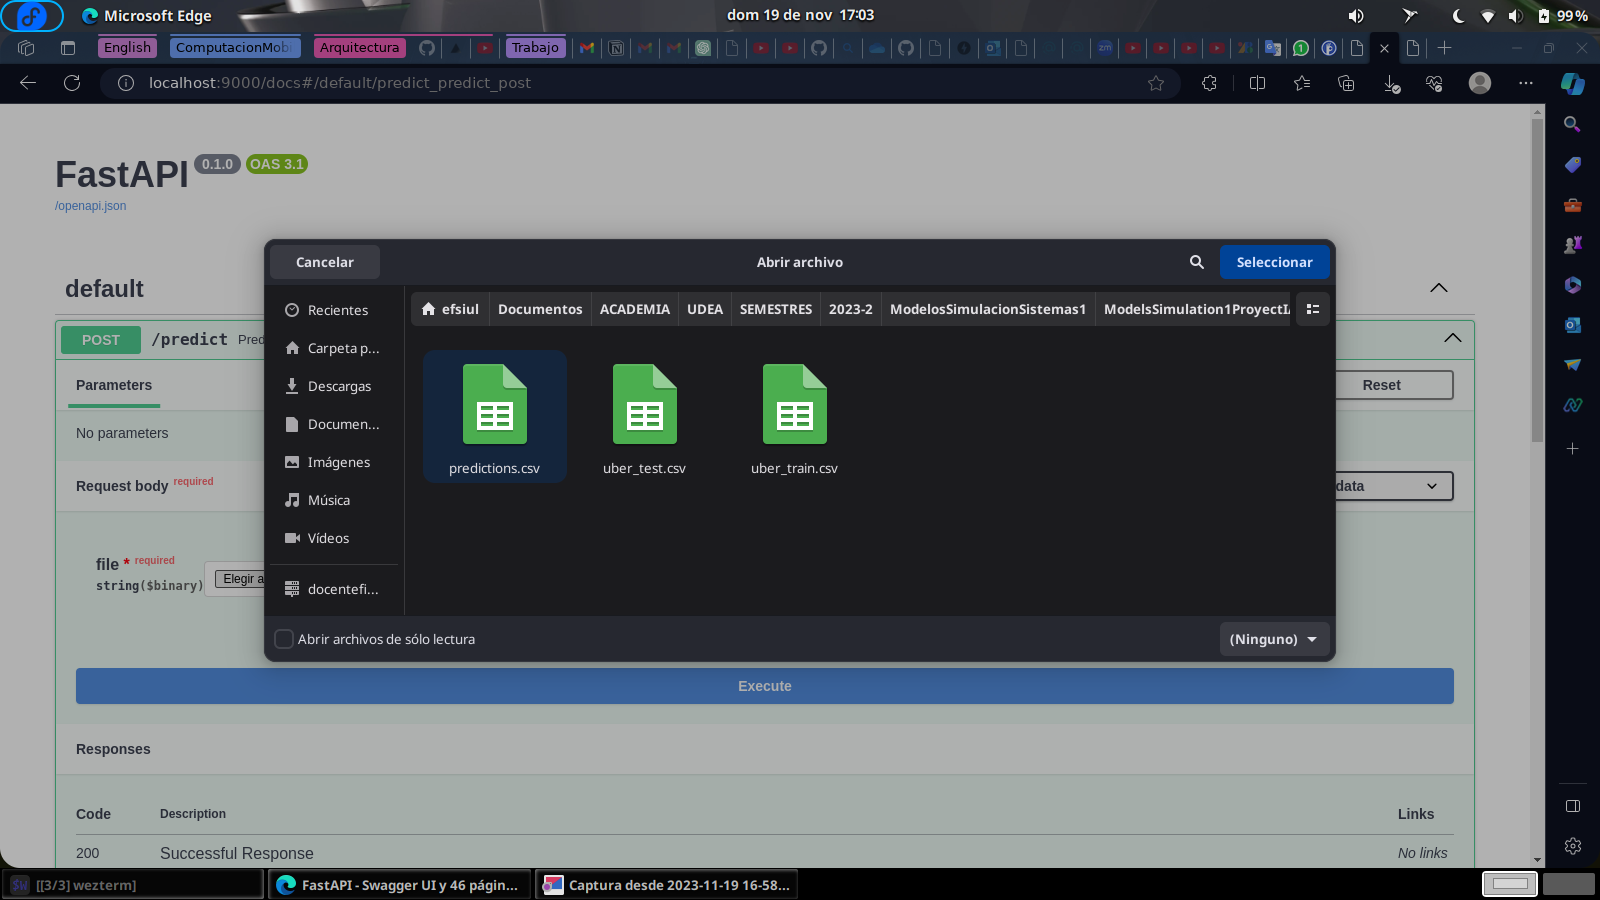 Microsoft Edge
dom 19 de nov 17:03
99 %
English
Arquitectura
Trabajo
localhost:9000/docs#/default/predict_predict_post
FastAPI 0.1.0 OAS 3.1
/openapi.json
default
POST /predict
Parameters
Reset
No parameters
Request body required
data
file * required
string($binary)
Execute
Responses
Code Description Links
200 Successful Response No links
Cancelar Abrir archivo Seleccionar
efsiul Documentos ACADEMIA UDEA SEMESTRES 2023-2 ModelosSimulacionSistemas1
Recientes
Carpeta p...
Descargas
Documen...
Imágenes
Música
Vídeos
docentefi...
predictions.csv uber_test.csv uber_train.csv
Abrir archivos de sólo lectura (Ninguno)
[[3/3] wezterm]
FastAPI - Swagger UI y 46 págin...
Captura desde 2023-11-19 16-58...